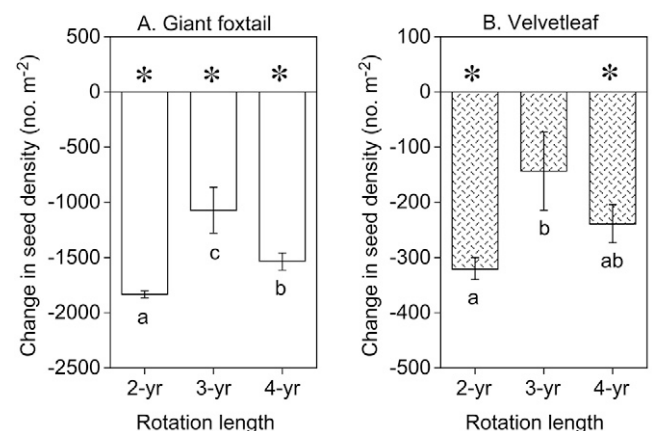 A. Giant foxtail
Change in seed density (no. m-2)
500
0
-500
-1000
-1500
-2000
-2500
* * *
a
c
b
2-yr 3-yr 4-yr
Rotation length
B. Velvetleaf
Change in seed density (no. m-2)
100
0
-100
-200
-300
-400
-500
* *
a
b
ab
2-yr 3-yr 4-yr
Rotation length